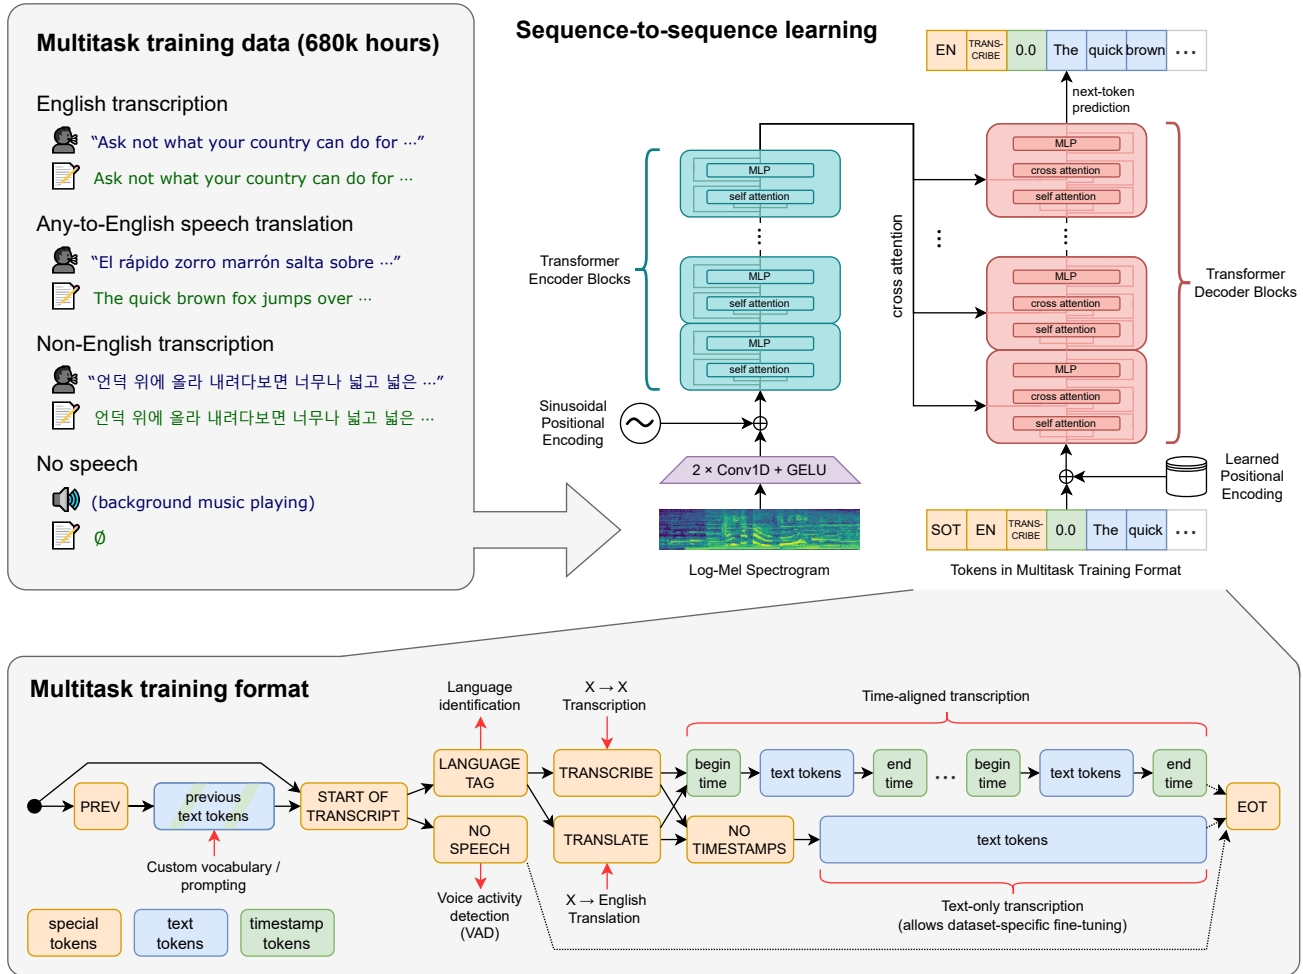 Multitask training data (680k hours)
English transcription
“Ask not what your country can do for ⋯”
Ask not what your country can do for ⋯
Any-to-English speech translation
“El rápido zorro marrón salta sobre ⋯”
The quick brown fox jumps over ⋯
Non-English transcription
“언덕 위에 올라 내려다보면 너무나 넓고 넓은 ⋯”
언덕 위에 올라 내려다보면 너무나 넓고 넓은 ⋯
No speech
(background music playing)
∅
Sequence-to-sequence learning
EN
TRANS-
CRIBE
0.0
The
quick
brown
⋯
next-token
prediction
MLP
self attention
⋮
MLP
self attention
MLP
self attention
Transformer
Encoder Blocks
Sinusoidal
Positional
Encoding
2 × Conv1D + GELU
Log-Mel Spectrogram
cross attention
⋮
MLP
cross attention
self attention
⋮
MLP
cross attention
self attention
MLP
cross attention
self attention
Transformer
Decoder Blocks
Learned
Positional
Encoding
SOT
EN
TRANS-
CRIBE
0.0
The
quick
⋯
Tokens in Multitask Training Format
Multitask training format
PREV
previous
text tokens
Custom vocabulary /
prompting
START OF
TRANSCRIPT
Language
identification
LANGUAGE
TAG
NO
SPEECH
Voice activity
detection
(VAD)
X → X
Transcription
TRANSCRIBE
TRANSLATE
X → English
Translation
Time-aligned transcription
begin
time
text tokens
end
time
⋯
begin
time
text tokens
end
time
NO
TIMESTAMPS
text tokens
Text-only transcription
(allows dataset-specific fine-tuning)
EOT
special
tokens
text
tokens
timestamp
tokens